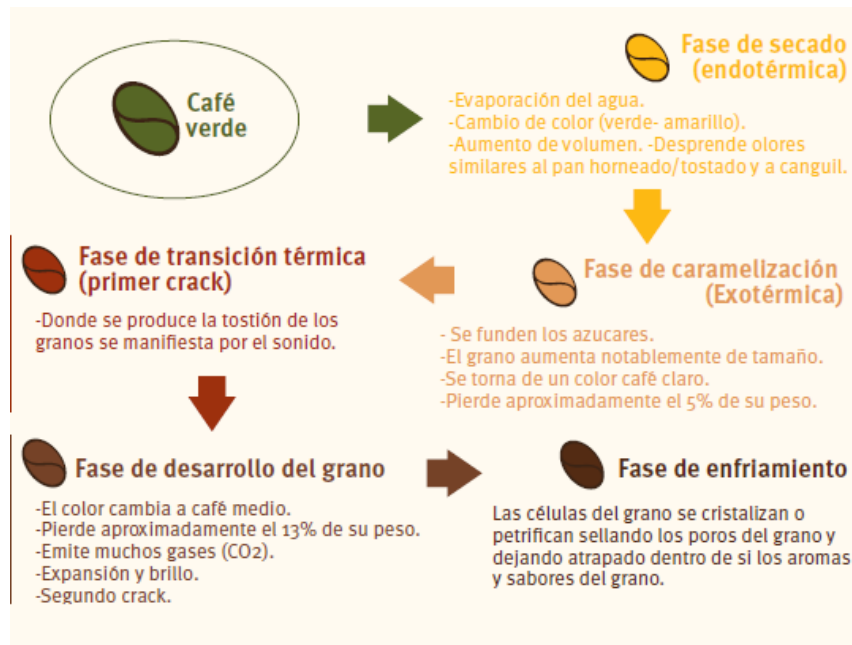 Café
verde
Fase de secado
(endotérmica)
-Evaporación del agua.
-Cambio de color (verde- amarillo).
-Aumento de volumen. -Desprende olores
similares al pan horneado/tostado y a canguil.
Fase de caramelización
(Exotérmica)
- Se funden los azucares.
-El grano aumenta notablemente de tamaño.
-Se torna de un color café claro.
-Pierde aproximadamente el 5% de su peso.
Fase de transición térmica
(primer crack)
-Donde se produce la tostión de los
granos se manifiesta por el sonido.
Fase de desarrollo del grano
-El color cambia a café medio.
-Pierde aproximadamente el 13% de su peso.
-Emite muchos gases (CO2).
-Expansión y brillo.
-Segundo crack.
Fase de enfriamiento
Las células del grano se cristalizan o
petrifican sellando los poros del grano y
dejando atrapado dentro de si los aromas
y sabores del grano.